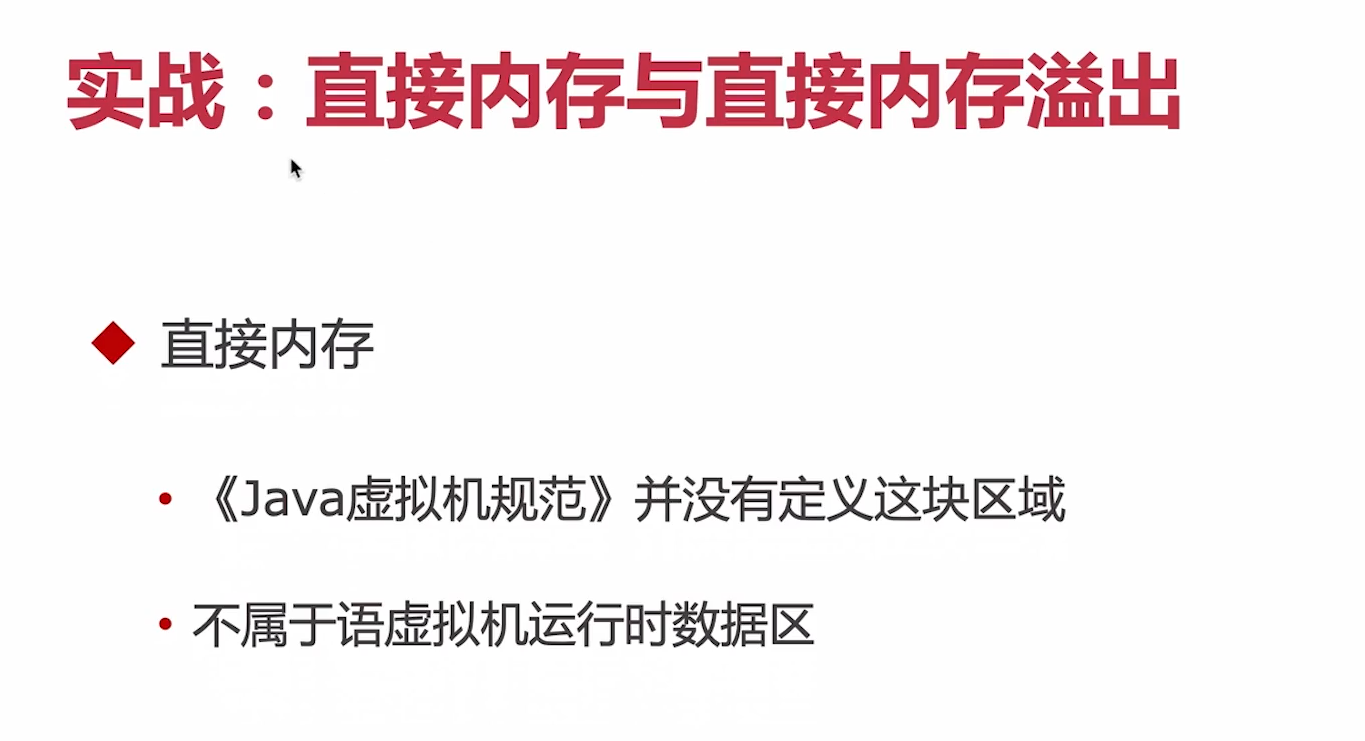 实战：直接内存与直接内存溢出
直接内存
《Java虚拟机规范》并没有定义这块区域
不属于语虚拟机运行时数据区